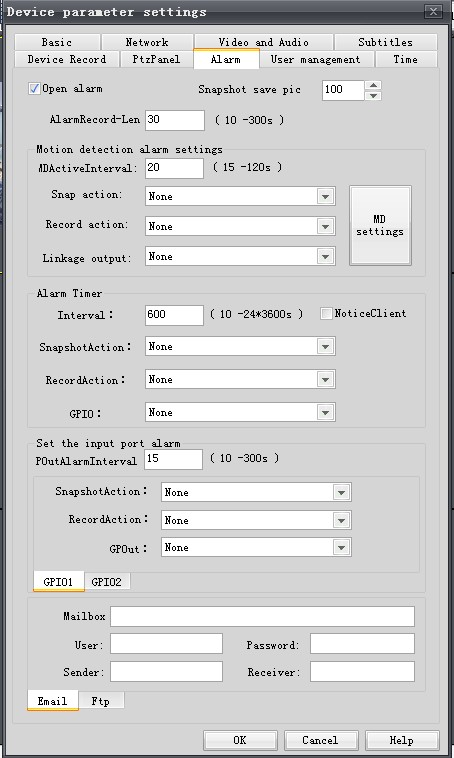 Device parameter settings
Basic Network Video and Audio Subtitles
Device Record PtzPanel Alarm User management Time
Open alarm Snapshot save pic 100
AlarmRecord-Len 30 ( 10 -300s )
Motion detection alarm settings
MDActiveInterval: 20 ( 15 -120s )
Snap action: None
MD settings
Record action: None
Linkage output: None
Alarm Timer
Interval: 600 ( 10 -24*3600s ) NoticeClient
SnapshotAction: None
RecordAction: None
GPIO: None
Set the input port alarm
POutAlarmInterval 15 ( 10 -300s )
SnapshotAction: None
RecordAction: None
GPOut: None
GPIO1 GPIO2
Mailbox
User: Password:
Sender: Receiver:
Email Ftp
OK Cancel Help